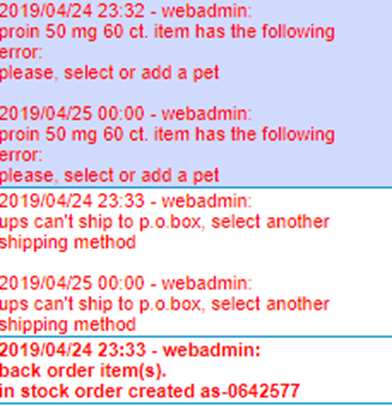 2019/04/24 23:32 - webadmin:
proin 50 mg 60 ct. item has the following
error:
please, select or add a pet
2019/04/25 00:00 - webadmin:
proin 50 mg 60 ct. item has the following
error:
please, select or add a pet
2019/04/24 23:33 - webadmin:
ups can't ship to p.o.box, select another
shipping method
2019/04/25 00:00 - webadmin:
ups can't ship to p.o.box, select another
shipping method
2019/04/24 23:33 - webadmin:
back order item(s).
in stock order created as-0642577